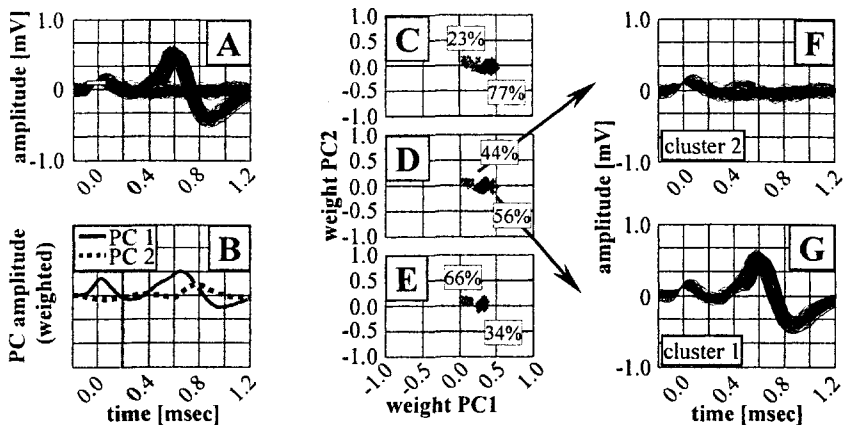 amplitude [mV]
1.0
0
-1.0
A
0.0 0.4 0.8 1.2
PC amplitude
(weighted)
PC 1
PC 2
B
0.0 0.4 0.8 1.2
time [msec]
weight PC2
1.0
0.5
0.0
-0.5
-1.0
C
23%
77%
1.0
0.5
0.0
-0.5
-1.0
D
44%
56%
1.0
0.5
0.0
-0.5
-1.0
E
66%
34%
-1.0 0.0 0.5 1.0
weight PC1
amplitude [mV]
1.0
0
-1.0
F
cluster 2
0.0 0.4 0.8 1.2
1.0
0
-1.0
G
cluster 1
0.0 0.4 0.8 1.2
time [msec]